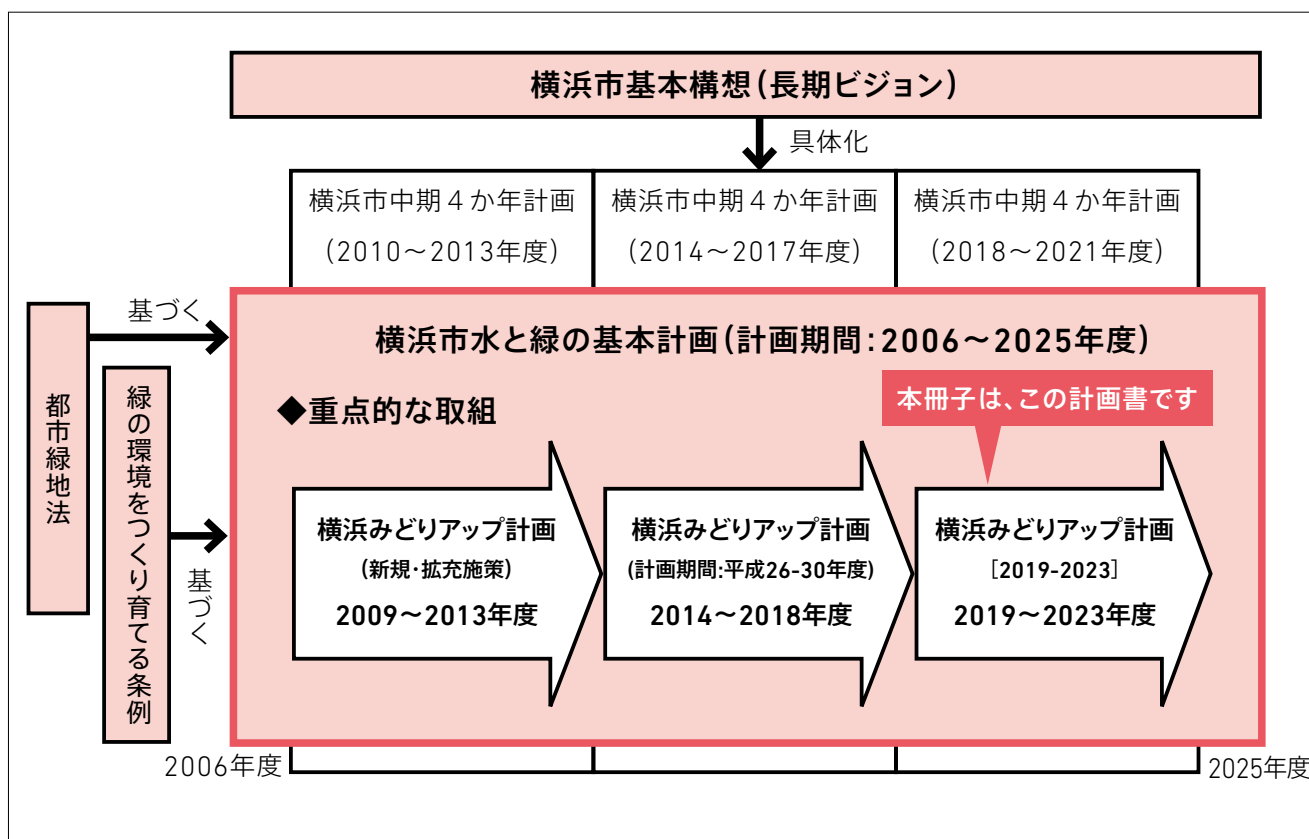 横浜市基本構想(長期ビジョン)
具体化
横浜市中期4か年計画
(2010〜2013年度)
横浜市中期4か年計画
(2014〜2017年度)
横浜市中期4か年計画
(2018〜2021年度)
基づく
都市緑地法
緑の環境をつくり育てる条例
基づく
横浜市水と緑の基本計画(計画期間:2006〜2025年度)
◆重点的な取組
本冊子は、この計画書です
横浜みどりアップ計画
(新規・拡充施策)
2009〜2013年度
横浜みどりアップ計画
(計画期間:平成26-30年度)
2014〜2018年度
横浜みどりアップ計画
[2019-2023]
2019〜2023年度
2006年度
2025年度